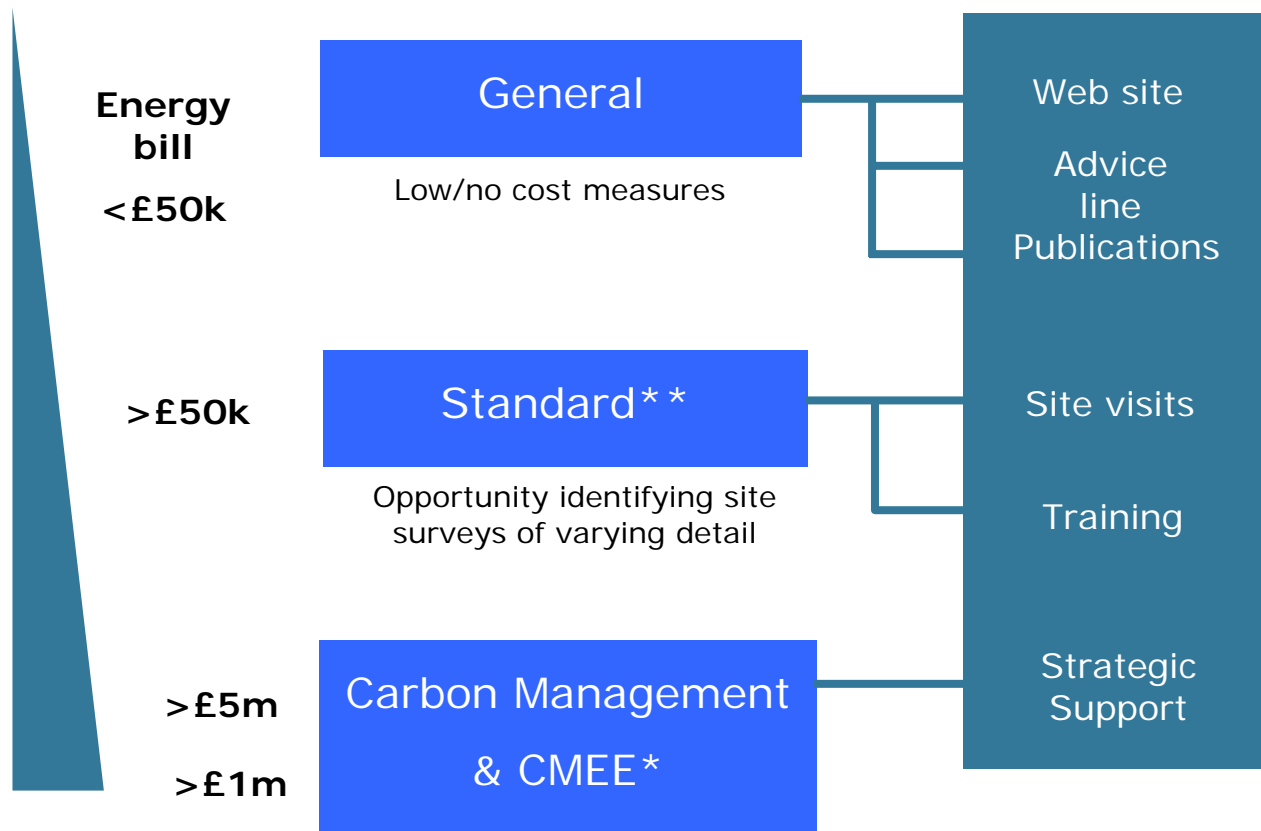 Energy
bill
<£50k
General
Low/no cost measures
Web site
Advice
line
Publications
>£50k
Standard**
Opportunity identifying site
surveys of varying detail
Site visits
Training
>£5m
>£1m
Carbon Management
& CMEE*
Strategic
Support